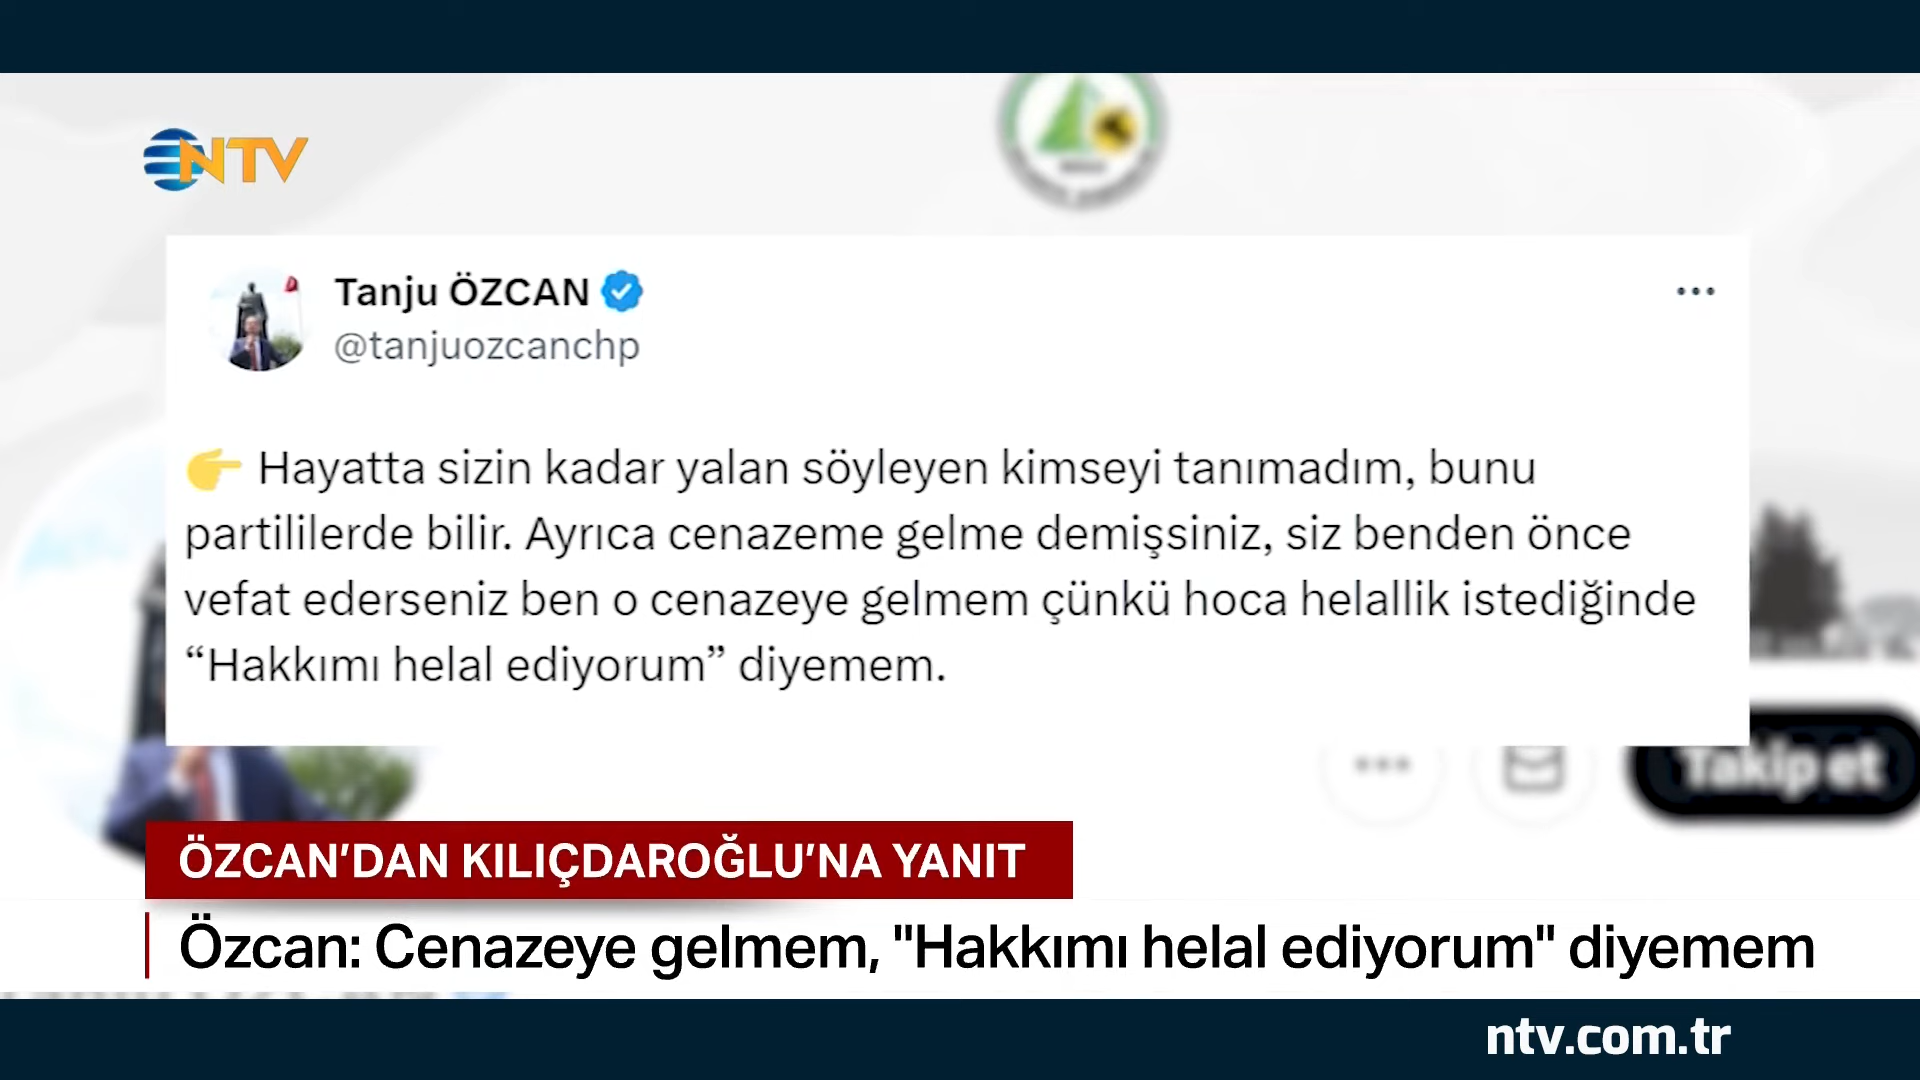 NTV
Tanju ÖZCAN
@tanjuozcanchp
👉 Hayatta sizin kadar yalan söyleyen kimseyi tanımadım, bunu
partililerde bilir. Ayrıca cenazeme gelme demişsiniz, siz benden önce
vefat ederseniz ben o cenazeye gelmem çünkü hoca helallik istediğinde
“Hakkımı helal ediyorum” diyemem.
Takip et
ÖZCAN’DAN KILIÇDAROĞLU’NA YANIT
Özcan: Cenazeye gelmem, "Hakkımı helal ediyorum" diyemem
ntv.com.tr